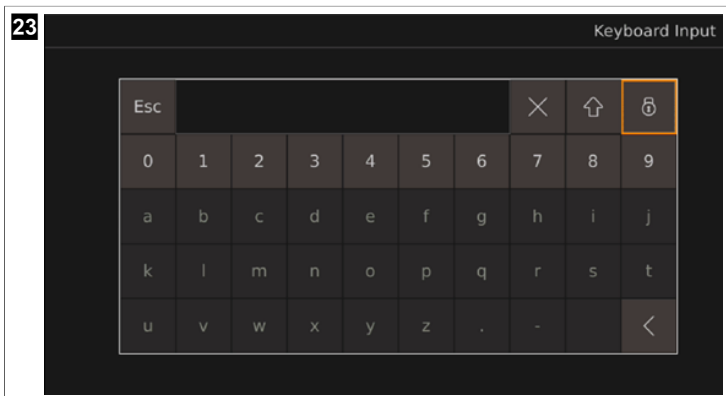 23
Keyboard Input
Esc
0 1 2 3 4 5 6 7 8 9
a b c d e f g h i j
k l m n o p q r s t
u v w x y z . -